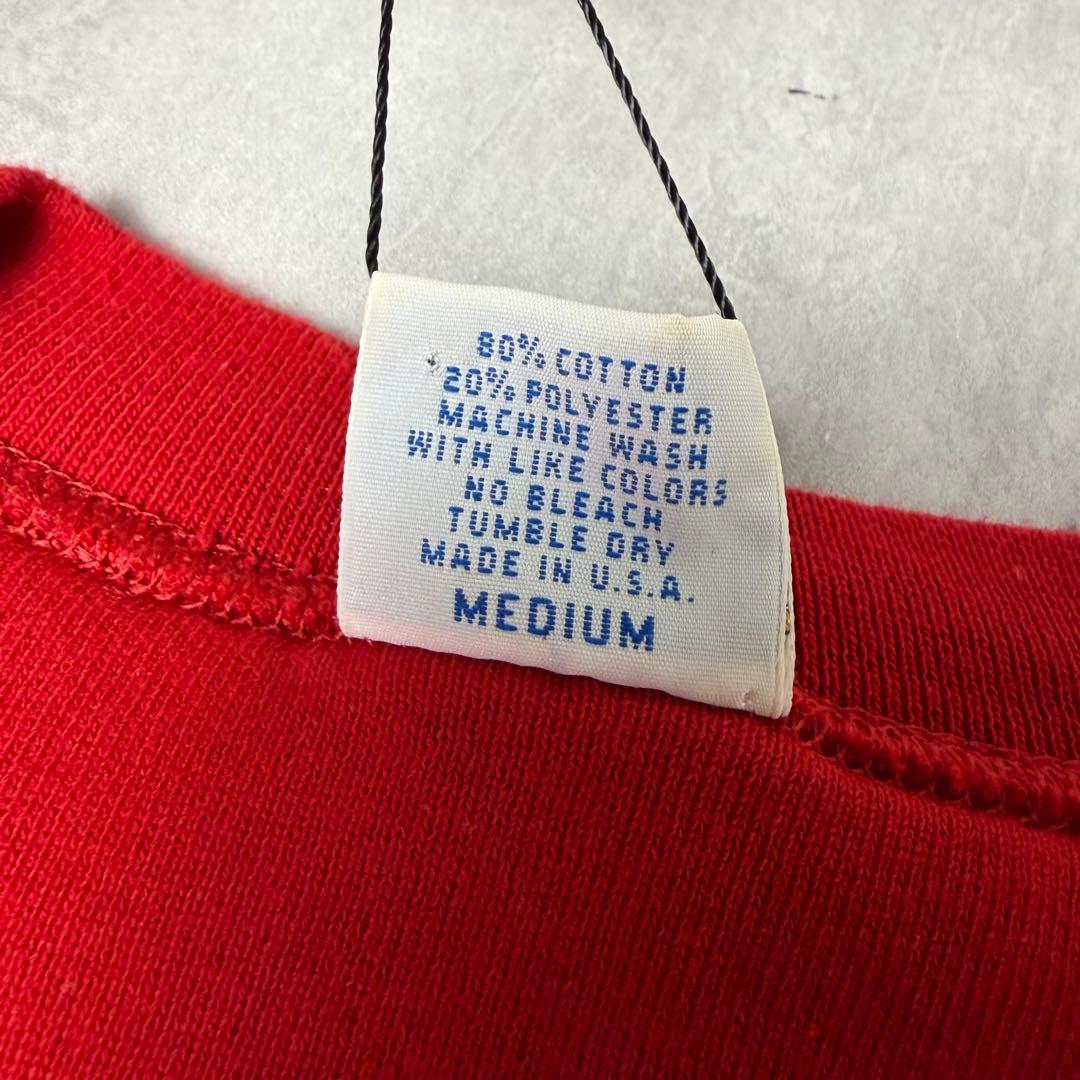 80% COTTON
20% POLYESTER
MACHINE WASH
WITH LIKE COLORS
NO BLEACH
TUMBLE DRY
MADE IN U.S.A.
MEDIUM